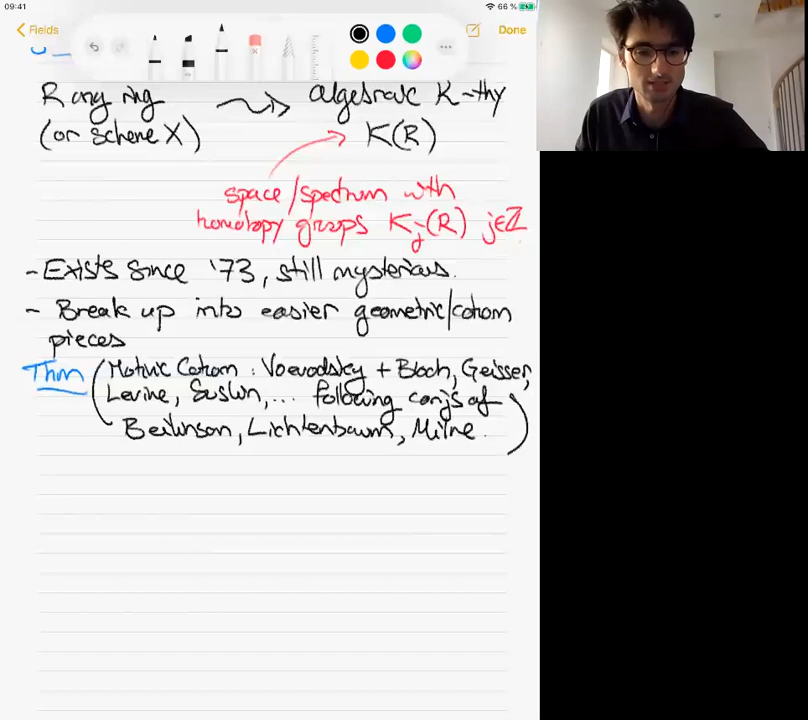 09:41
66 %
Fields
Done
R any ring
(or scheme X)
algebraic K-thy
K(R)
space/spectrum with
homotopy groups Kj(R) j∈ℤ
- Exists since '73, still mysterious.
- Break up into easier geometric/cohom
pieces
Thm (Motivic Cohom : Voevodsky + Bloch, Geisser,
Levine, Suslin, ... following conjs of
Beilinson, Lichtenbaum, Milne.)